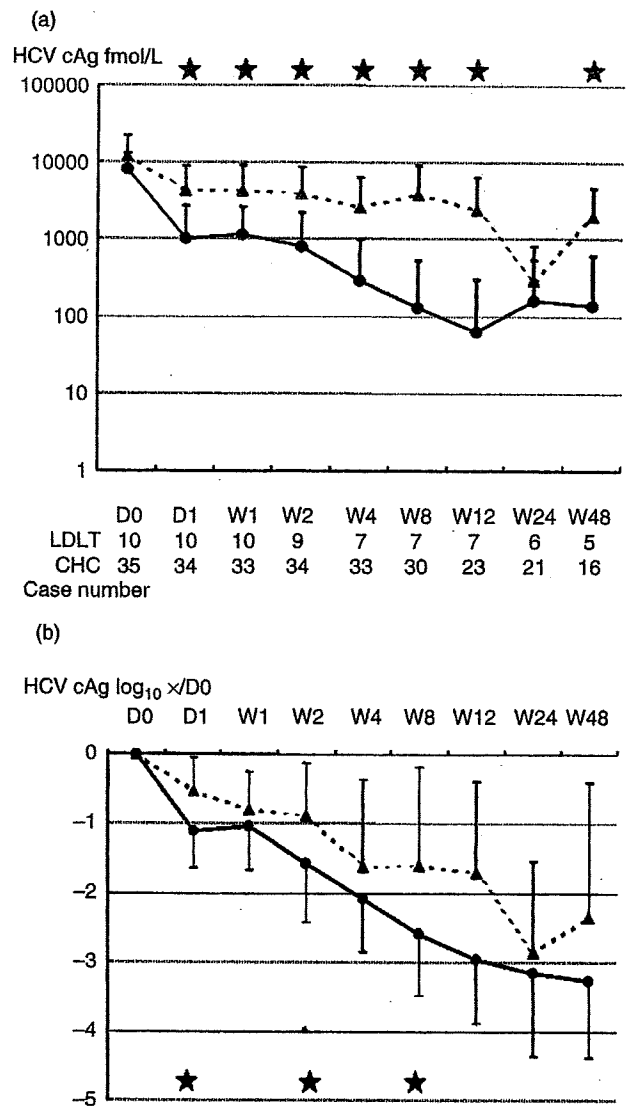 (a)
HCV cAg fmol/L
100000
10000
1000
100
10
1
D0 D1 W1 W2 W4 W8 W12 W24 W48
LDLT 10 10 10 9 7 7 7 6 5
CHC 35 34 33 34 33 30 23 21 16
Case number
(b)
HCV cAg log₁₀ ×/D0
D0 D1 W1 W2 W4 W8 W12 W24 W48
0
−1
−2
−3
−4
−5